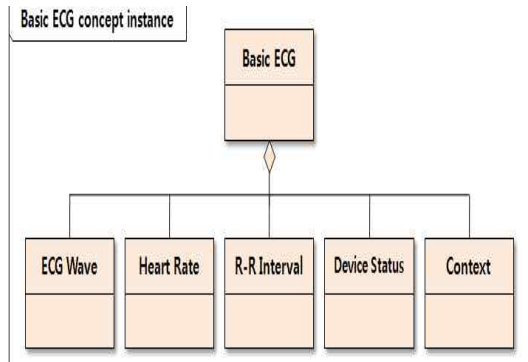 Basic ECG concept instance
Basic ECG
ECG Wave
Heart Rate
R-R Interval
Device Status
Context